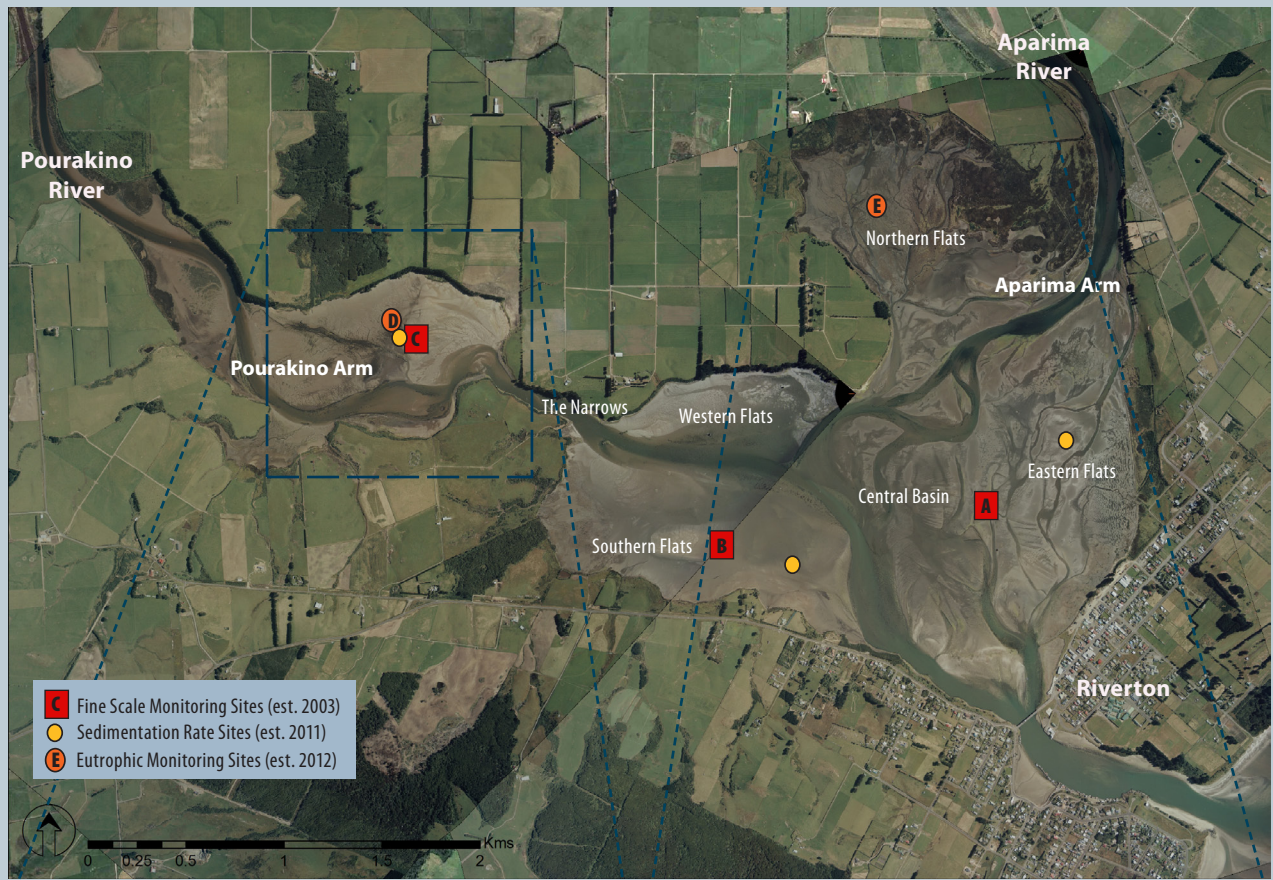 Aparima
River
Pourakino
River
E
Northern Flats
Aparima Arm
D
C
Pourakino Arm
The Narrows
Western Flats
Eastern Flats
Central Basin
A
Southern Flats
B
Riverton
C Fine Scale Monitoring Sites (est. 2003)
Sedimentation Rate Sites (est. 2011)
E Eutrophic Monitoring Sites (est. 2012)
Kms
0 0.25 0.5 1 1.5 2